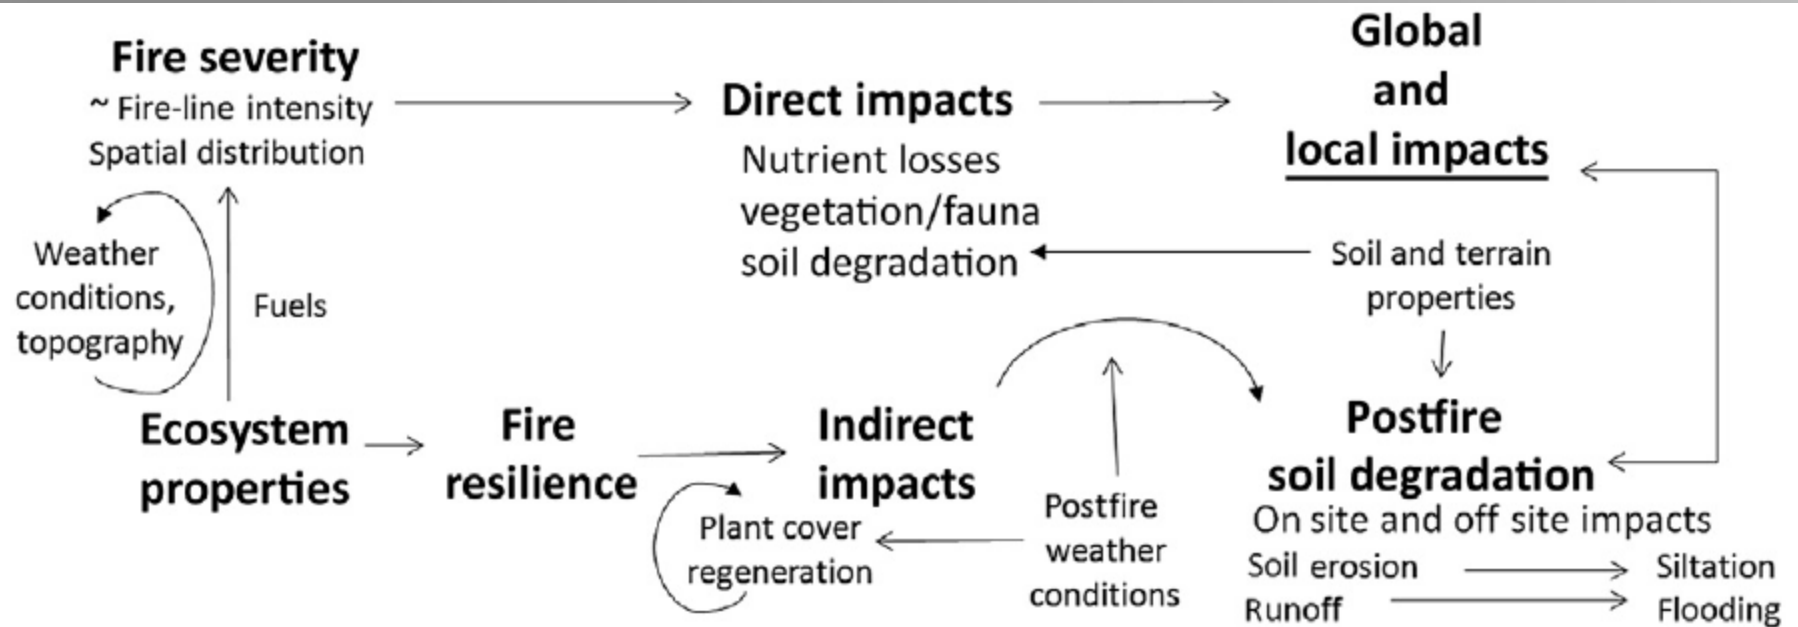 Fire severity
~ Fire-line intensity
Spatial distribution
Direct impacts
Nutrient losses
vegetation/fauna
soil degradation
Global
and
local impacts
Weather
conditions,
topography
Fuels
Soil and terrain
properties
Ecosystem
properties
Fire
resilience
Indirect
impacts
Plant cover
regeneration
Postfire
weather
conditions
Postfire
soil degradation
On site and off site impacts
Soil erosion
Siltation
Runoff
Flooding